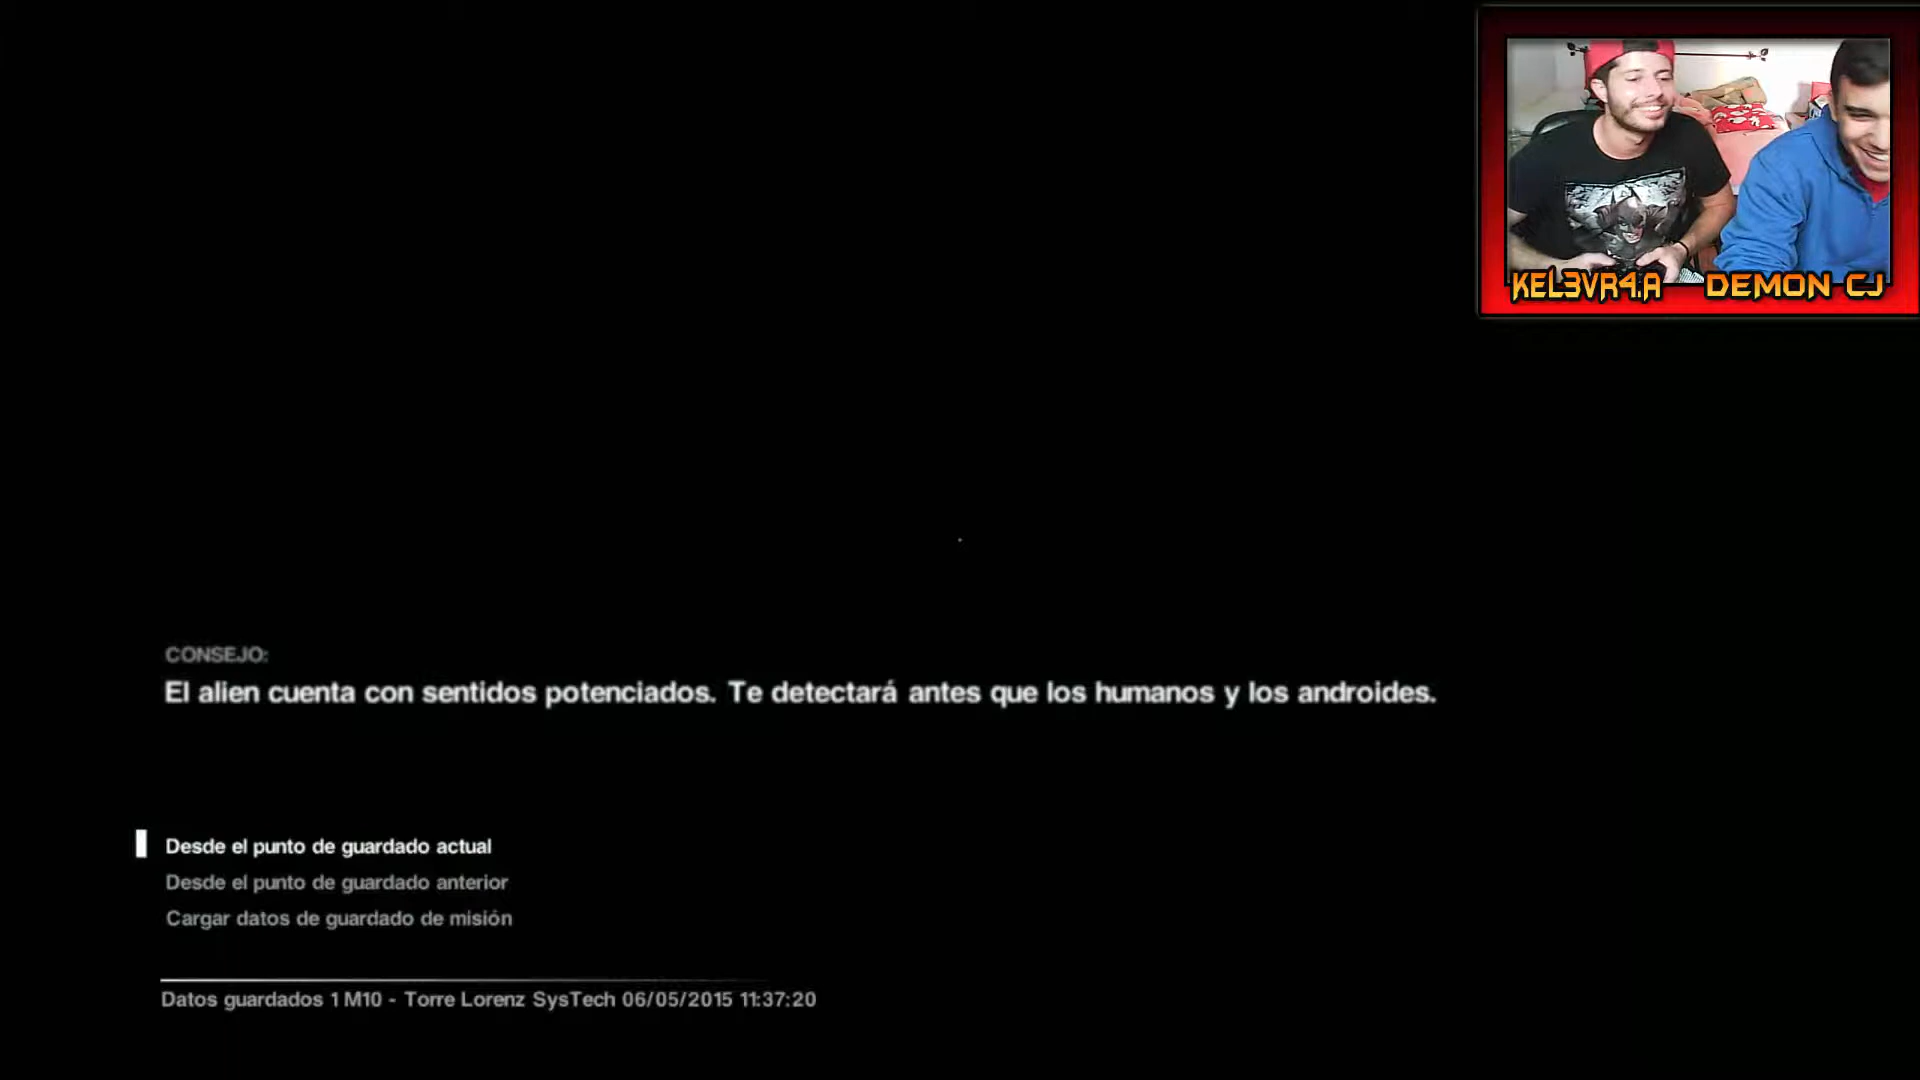 KEL3VR4.A DEMON CJ
CONSEJO:
El alien cuenta con sentidos potenciados. Te detectará antes que los humanos y los androides.
Desde el punto de guardado actual
Desde el punto de guardado anterior
Cargar datos de guardado de misión
Datos guardados 1 M10 - Torre Lorenz SysTech 06/05/2015 11:37:20